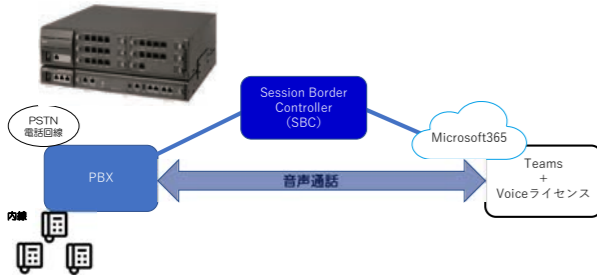 Session Border
Controller
（SBC）
PSTN
電話回線
Microsoft365
PBX
音声通話
Teams
+
Voiceライセンス
内線